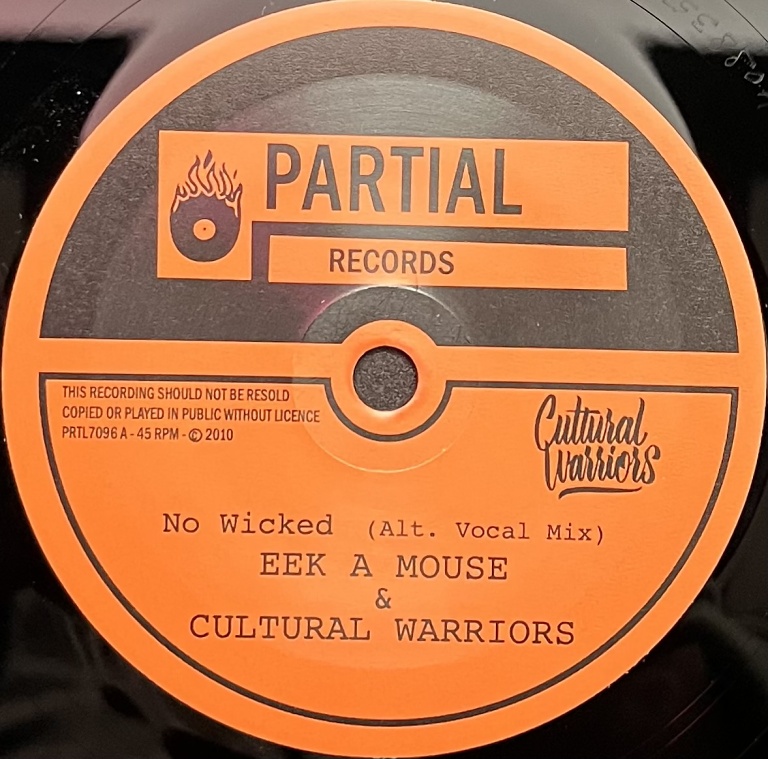 PARTIAL
RECORDS
THIS RECORDING SHOULD NOT BE RESOLD
COPIED OR PLAYED IN PUBLIC WITHOUT LICENCE
PRTL7096 A - 45 RPM - © 2010
Cultural
Warriors
No Wicked (Alt. Vocal Mix)
EEK A MOUSE
&
CULTURAL WARRIORS